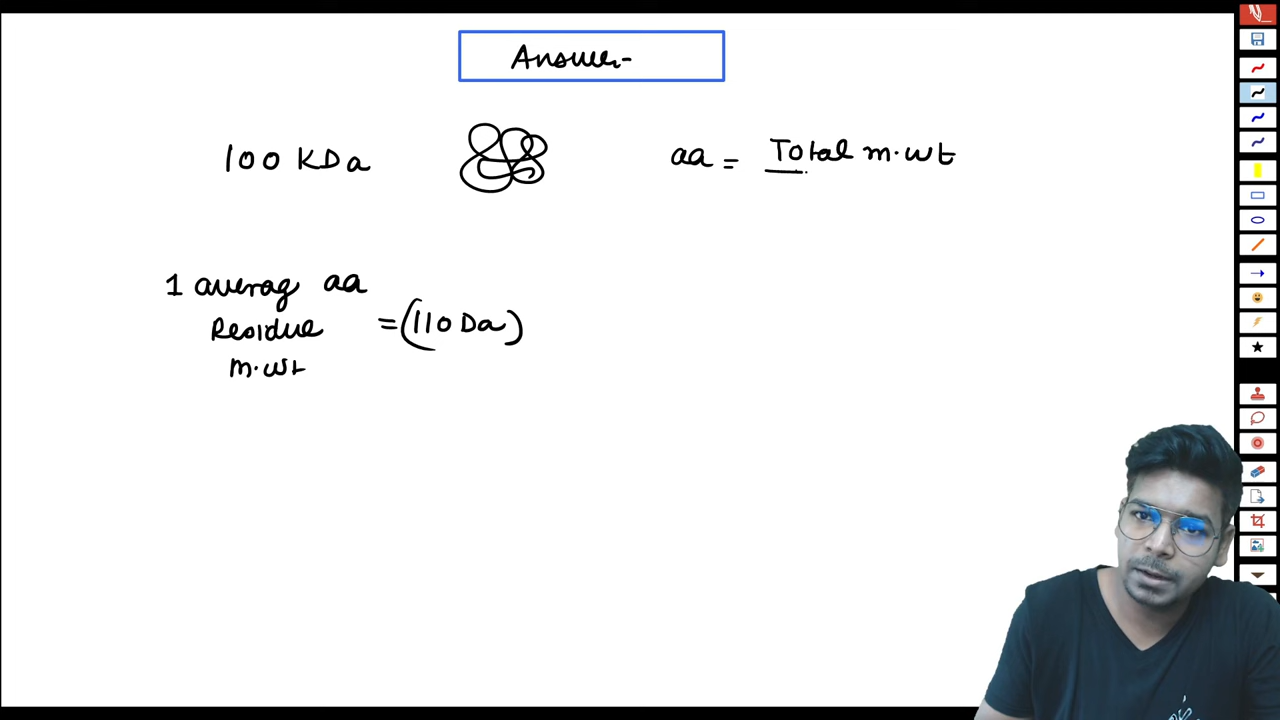 Answer-
100 KDa
aa = Total m.wt
1 averag aa
Residue
= (110 Da)
m.wt